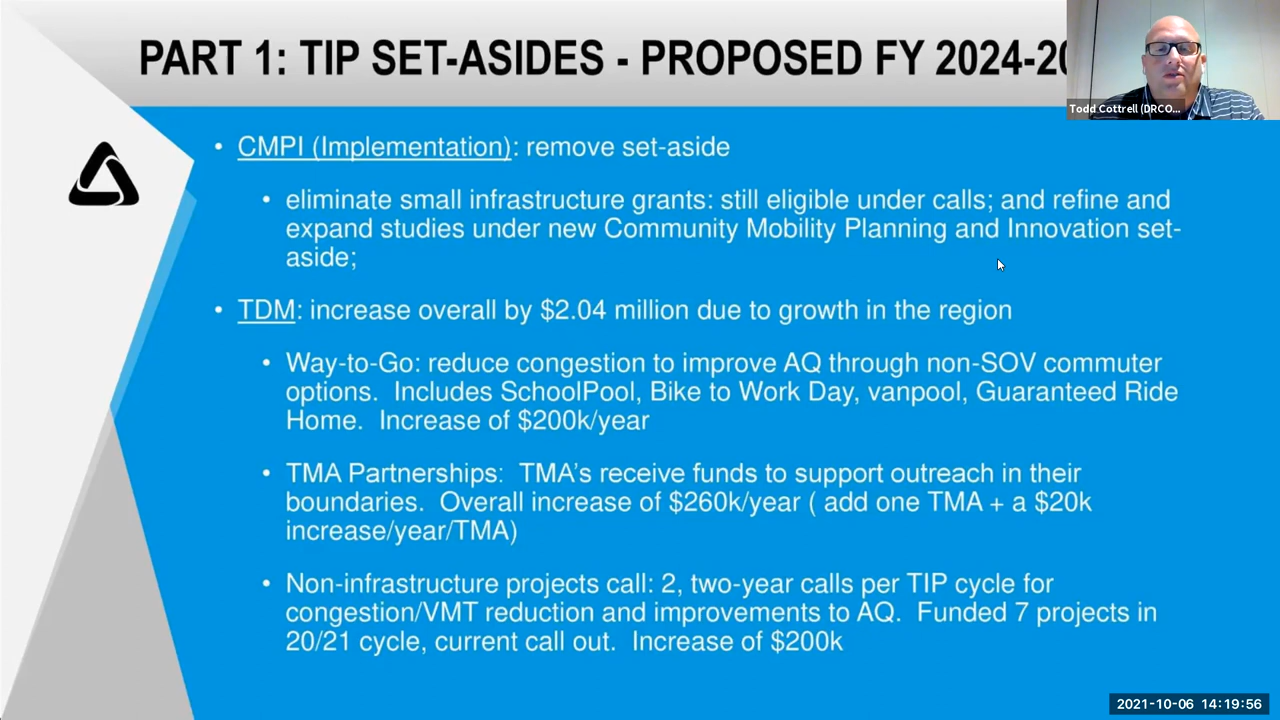 PART 1: TIP SET-ASIDES - PROPOSED FY 2024-20
Todd Cottrell (DRCO...
• CMPI (Implementation): remove set-aside
• eliminate small infrastructure grants: still eligible under calls; and refine and
expand studies under new Community Mobility Planning and Innovation set-
aside;
• TDM: increase overall by $2.04 million due to growth in the region
• Way-to-Go: reduce congestion to improve AQ through non-SOV commuter
options.  Includes SchoolPool, Bike to Work Day, vanpool, Guaranteed Ride
Home.  Increase of $200k/year
• TMA Partnerships:  TMA's receive funds to support outreach in their
boundaries.  Overall increase of $260k/year ( add one TMA + a $20k
increase/year/TMA)
• Non-infrastructure projects call: 2, two-year calls per TIP cycle for
congestion/VMT reduction and improvements to AQ.  Funded 7 projects in
20/21 cycle, current call out.  Increase of $200k
2021-10-06 14:19:56